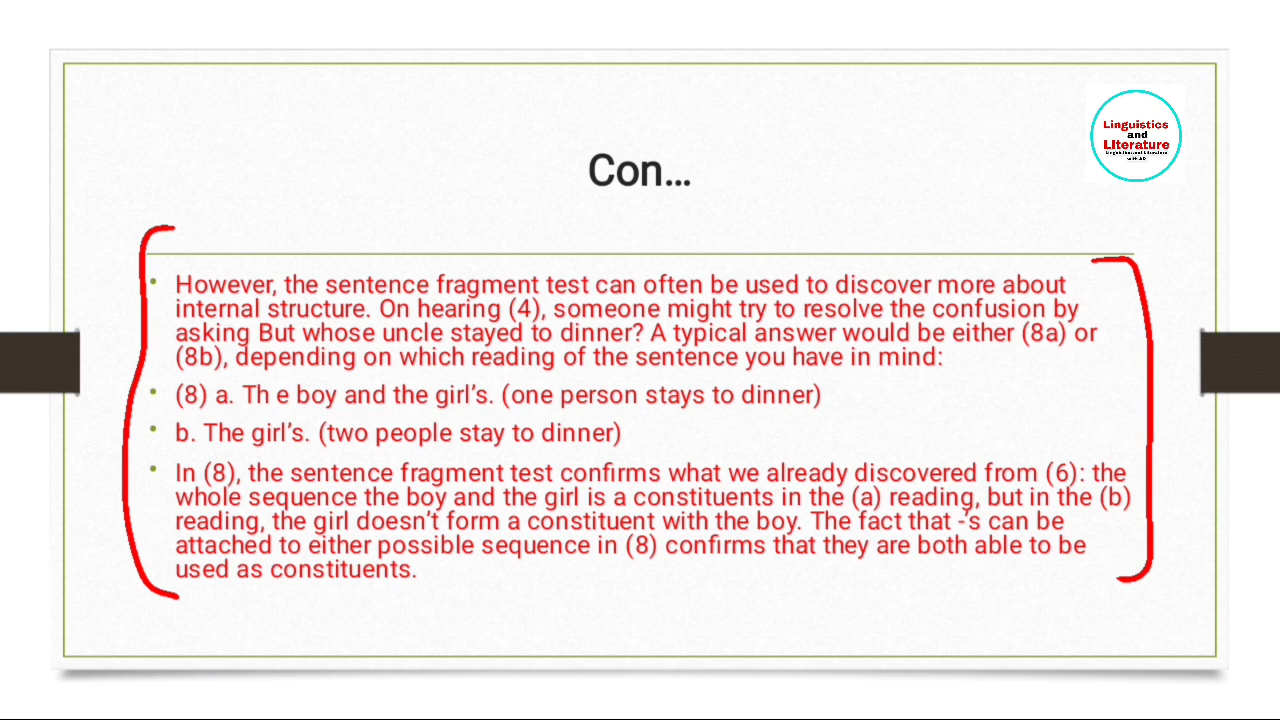 Linguistics
and
LIterature
Con...
However, the sentence fragment test can often be used to discover more about
internal structure. On hearing (4), someone might try to resolve the confusion by
asking But whose uncle stayed to dinner? A typical answer would be either (8a) or
(8b), depending on which reading of the sentence you have in mind:
(8) a. Th e boy and the girl’s. (one person stays to dinner)
b. The girl’s. (two people stay to dinner)
In (8), the sentence fragment test confirms what we already discovered from (6): the
whole sequence the boy and the girl is a constituents in the (a) reading, but in the (b)
reading, the girl doesn’t form a constituent with the boy. The fact that -’s can be
attached to either possible sequence in (8) confirms that they are both able to be
used as constituents.